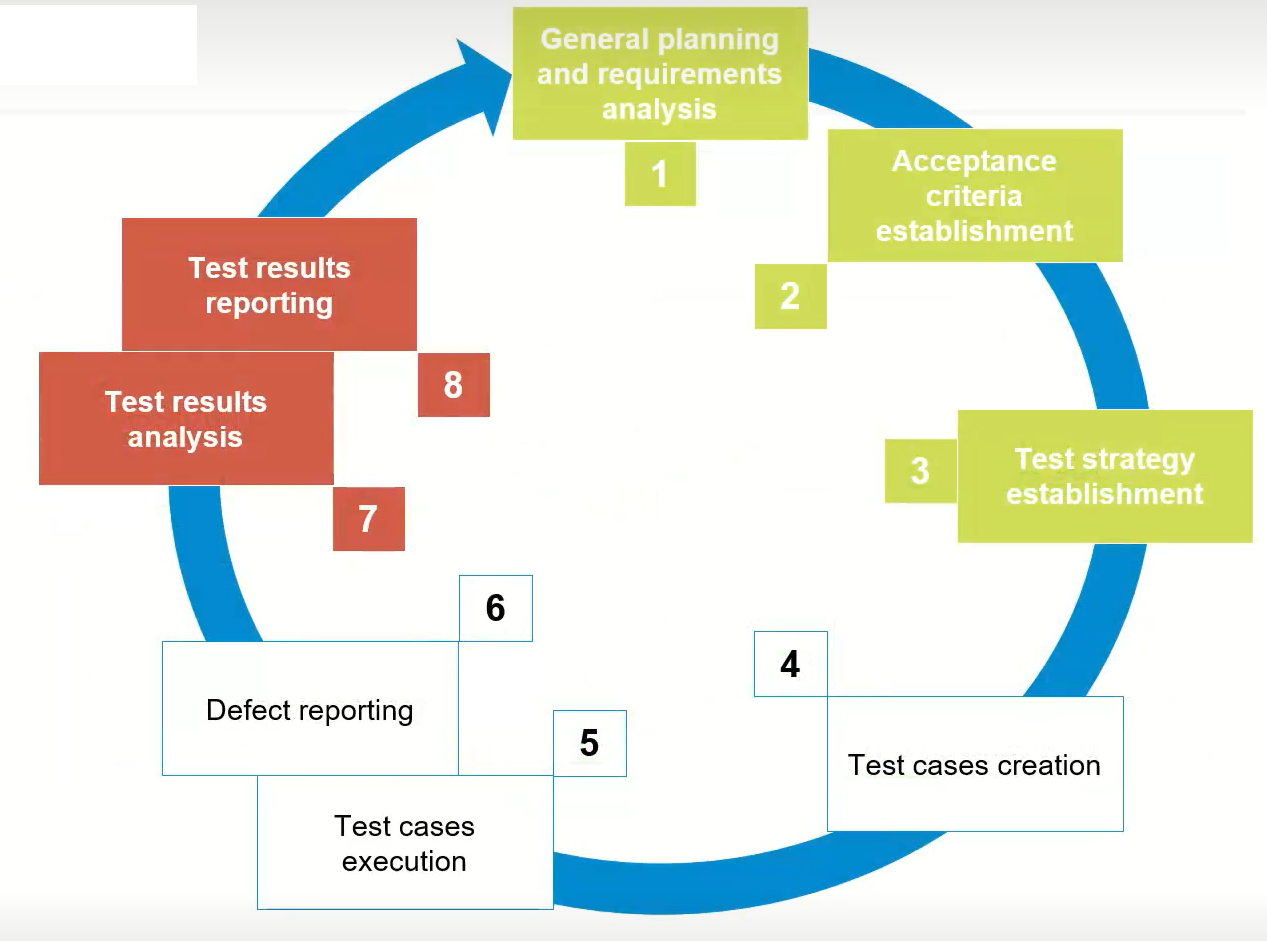 General planning
and requirements
analysis
1
Acceptance
criteria
establishment
2
Test strategy
establishment
3
4
Test cases creation
5
Test cases
execution
6
Defect reporting
Test results
analysis
7
Test results
reporting
8